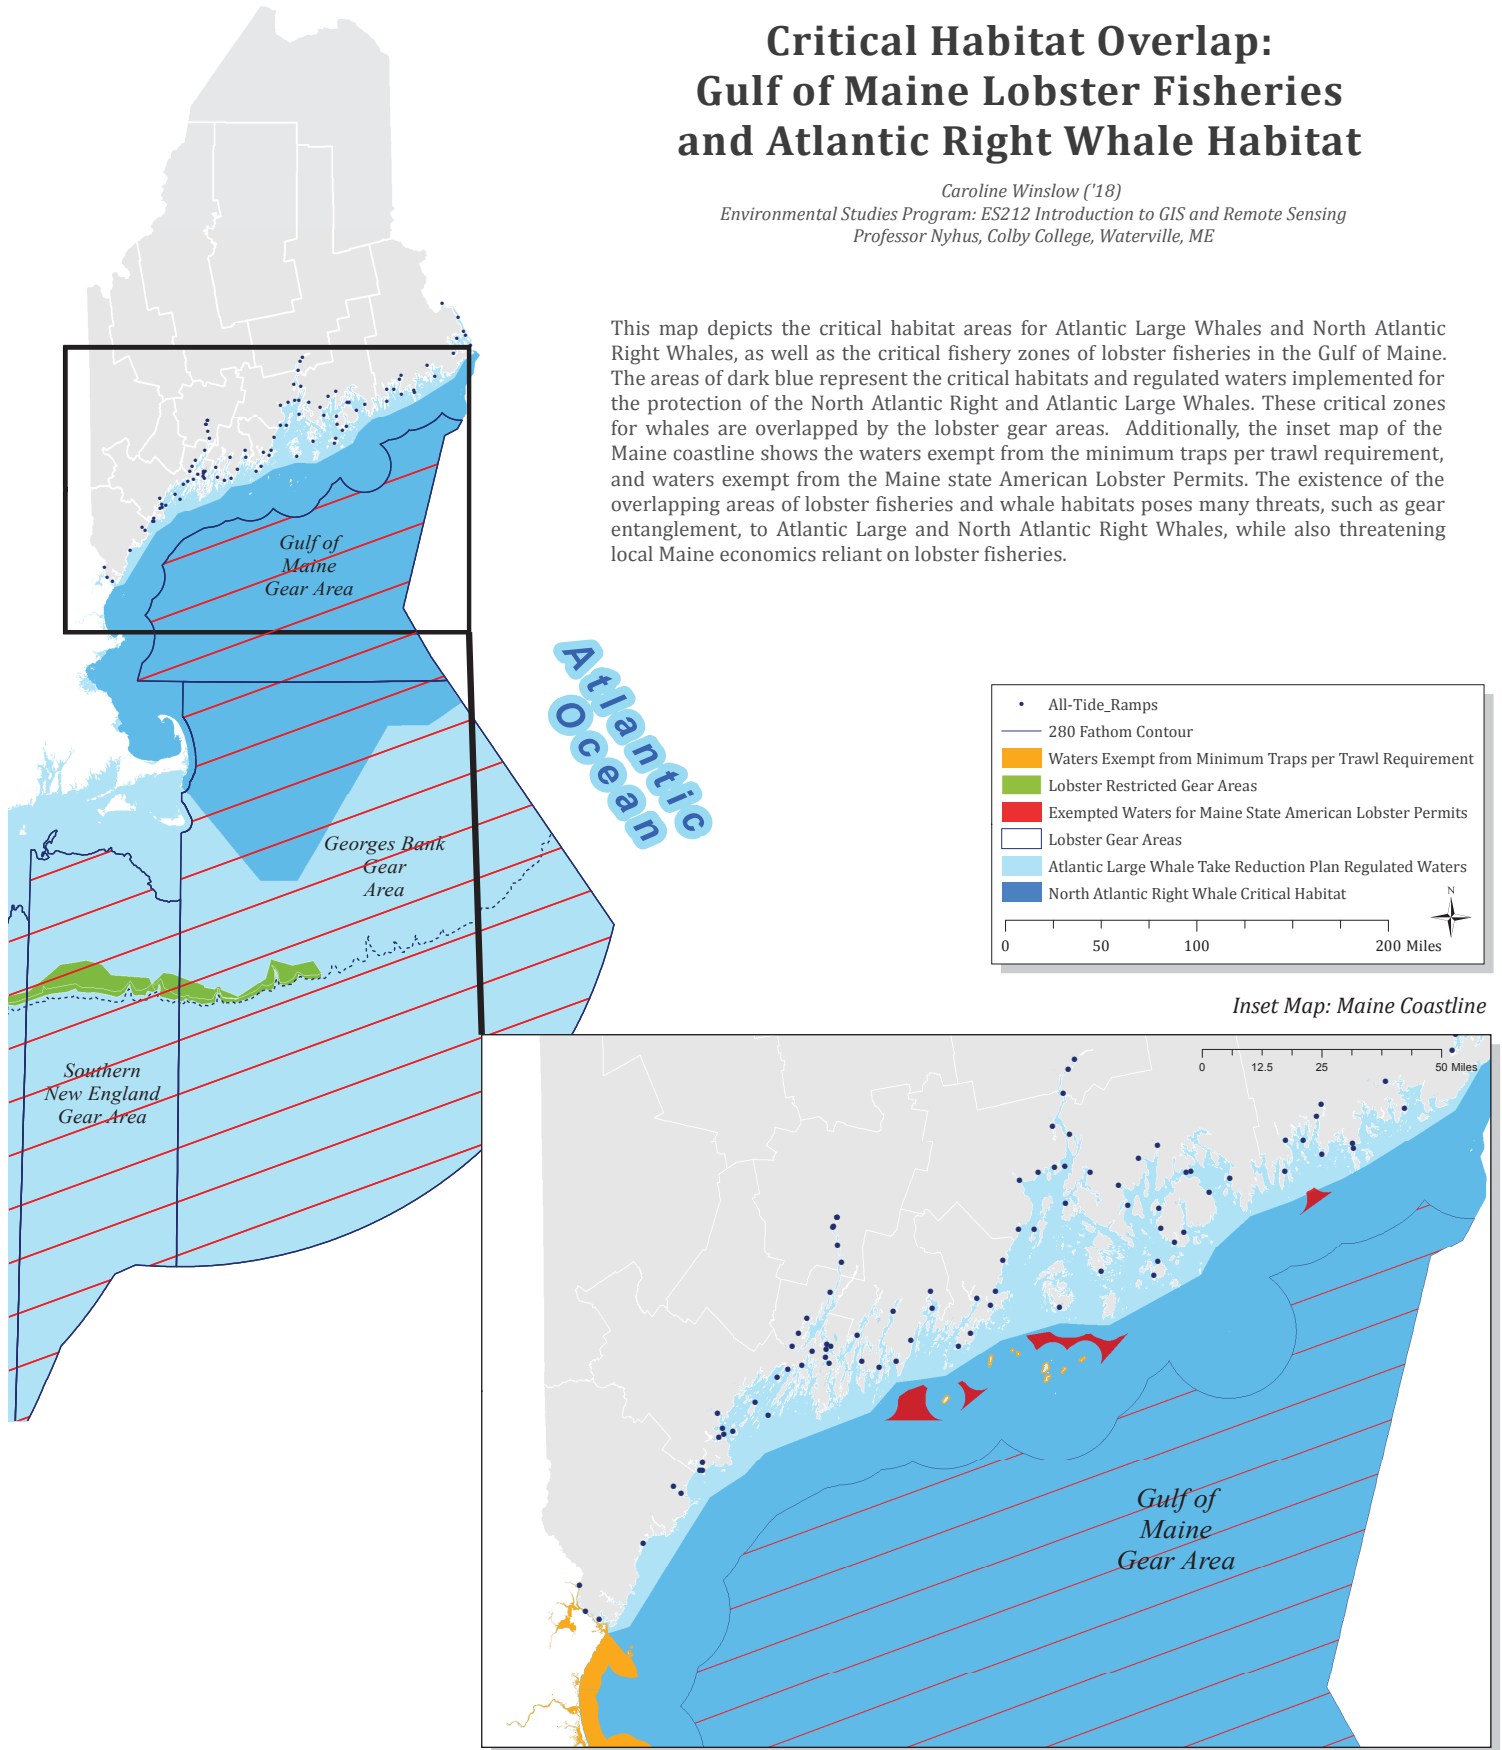 Critical Habitat Overlap:
Gulf of Maine Lobster Fisheries
and Atlantic Right Whale Habitat
Caroline Winslow ('18)
Environmental Studies Program: ES212 Introduction to GIS and Remote Sensing
Professor Nyhus, Colby College, Waterville, ME
This map depicts the critical habitat areas for Atlantic Large Whales and North Atlantic
Right Whales, as well as the critical fishery zones of lobster fisheries in the Gulf of Maine.
The areas of dark blue represent the critical habitats and regulated waters implemented for
the protection of the North Atlantic Right and Atlantic Large Whales. These critical zones
for whales are overlapped by the lobster gear areas. Additionally, the inset map of the
Maine coastline shows the waters exempt from the minimum traps per trawl requirement,
and waters exempt from the Maine state American Lobster Permits. The existence of the
overlapping areas of lobster fisheries and whale habitats poses many threats, such as gear
entanglement, to Atlantic Large and North Atlantic Right Whales, while also threatening
local Maine economics reliant on lobster fisheries.
Gulf of
Maine
Gear Area
Atlantic
Ocean
Georges Bank
Gear
Area
Southern
New England
Gear Area
All-Tide_Ramps
280 Fathom Contour
Waters Exempt from Minimum Traps per Trawl Requirement
Lobster Restricted Gear Areas
Exempted Waters for Maine State American Lobster Permits
Lobster Gear Areas
Atlantic Large Whale Take Reduction Plan Regulated Waters
North Atlantic Right Whale Critical Habitat
N
0 50 100 200 Miles
Inset Map: Maine Coastline
0 12.5 25 50 Miles
Gulf of
Maine
Gear Area